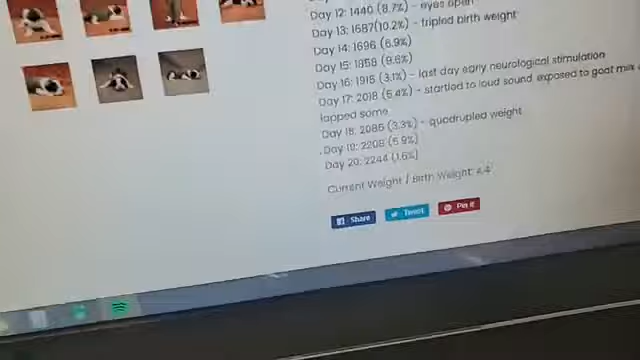 Day 12: 1440 (8.7%) - eyes open
Day 13: 1587(10.2%) - tripled birth weight
Day 14: 1696 (6.9%)
Day 15: 1858 (9.6%)
Day 16: 1915 (3.1%) - last day early neurological stimulation
Day 17: 2018 (5.4%) - startled to loud sound exposed to goat milk
lapped some
Day 18: 2085 (3.3%) - quadrupled weight
Day 19: 2208 (5.9%)
Day 20: 2244 (1.6%)
Current Weight / Birth Weight: 4.4
Share
Tweet
Pin it